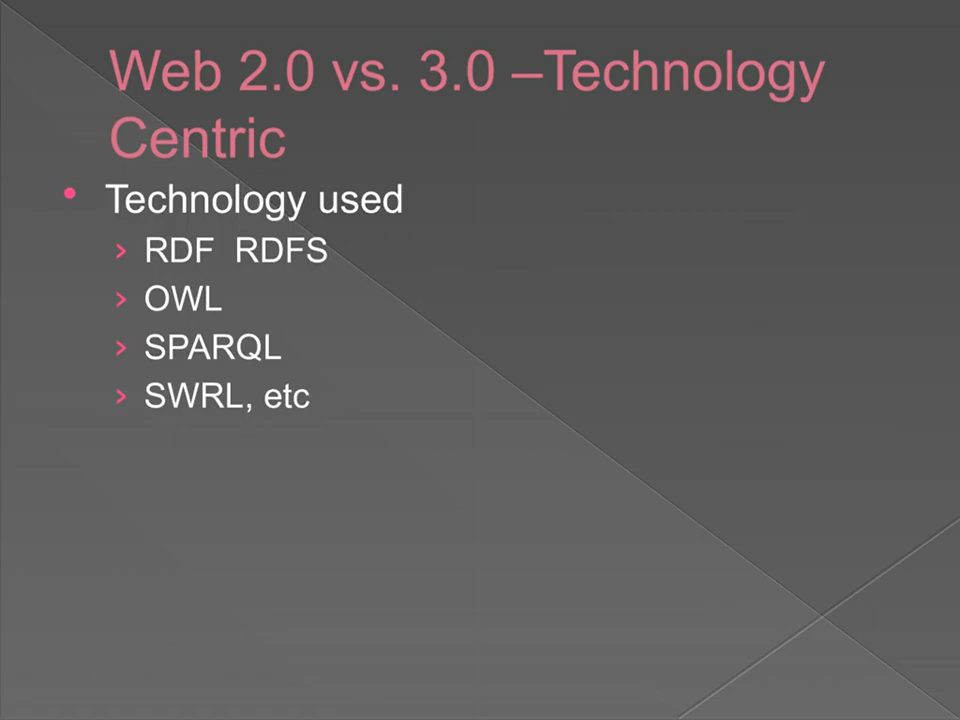 Web 2.0 vs. 3.0 –Technology
Centric
• Technology used
› RDF  RDFS
› OWL
› SPARQL
› SWRL, etc